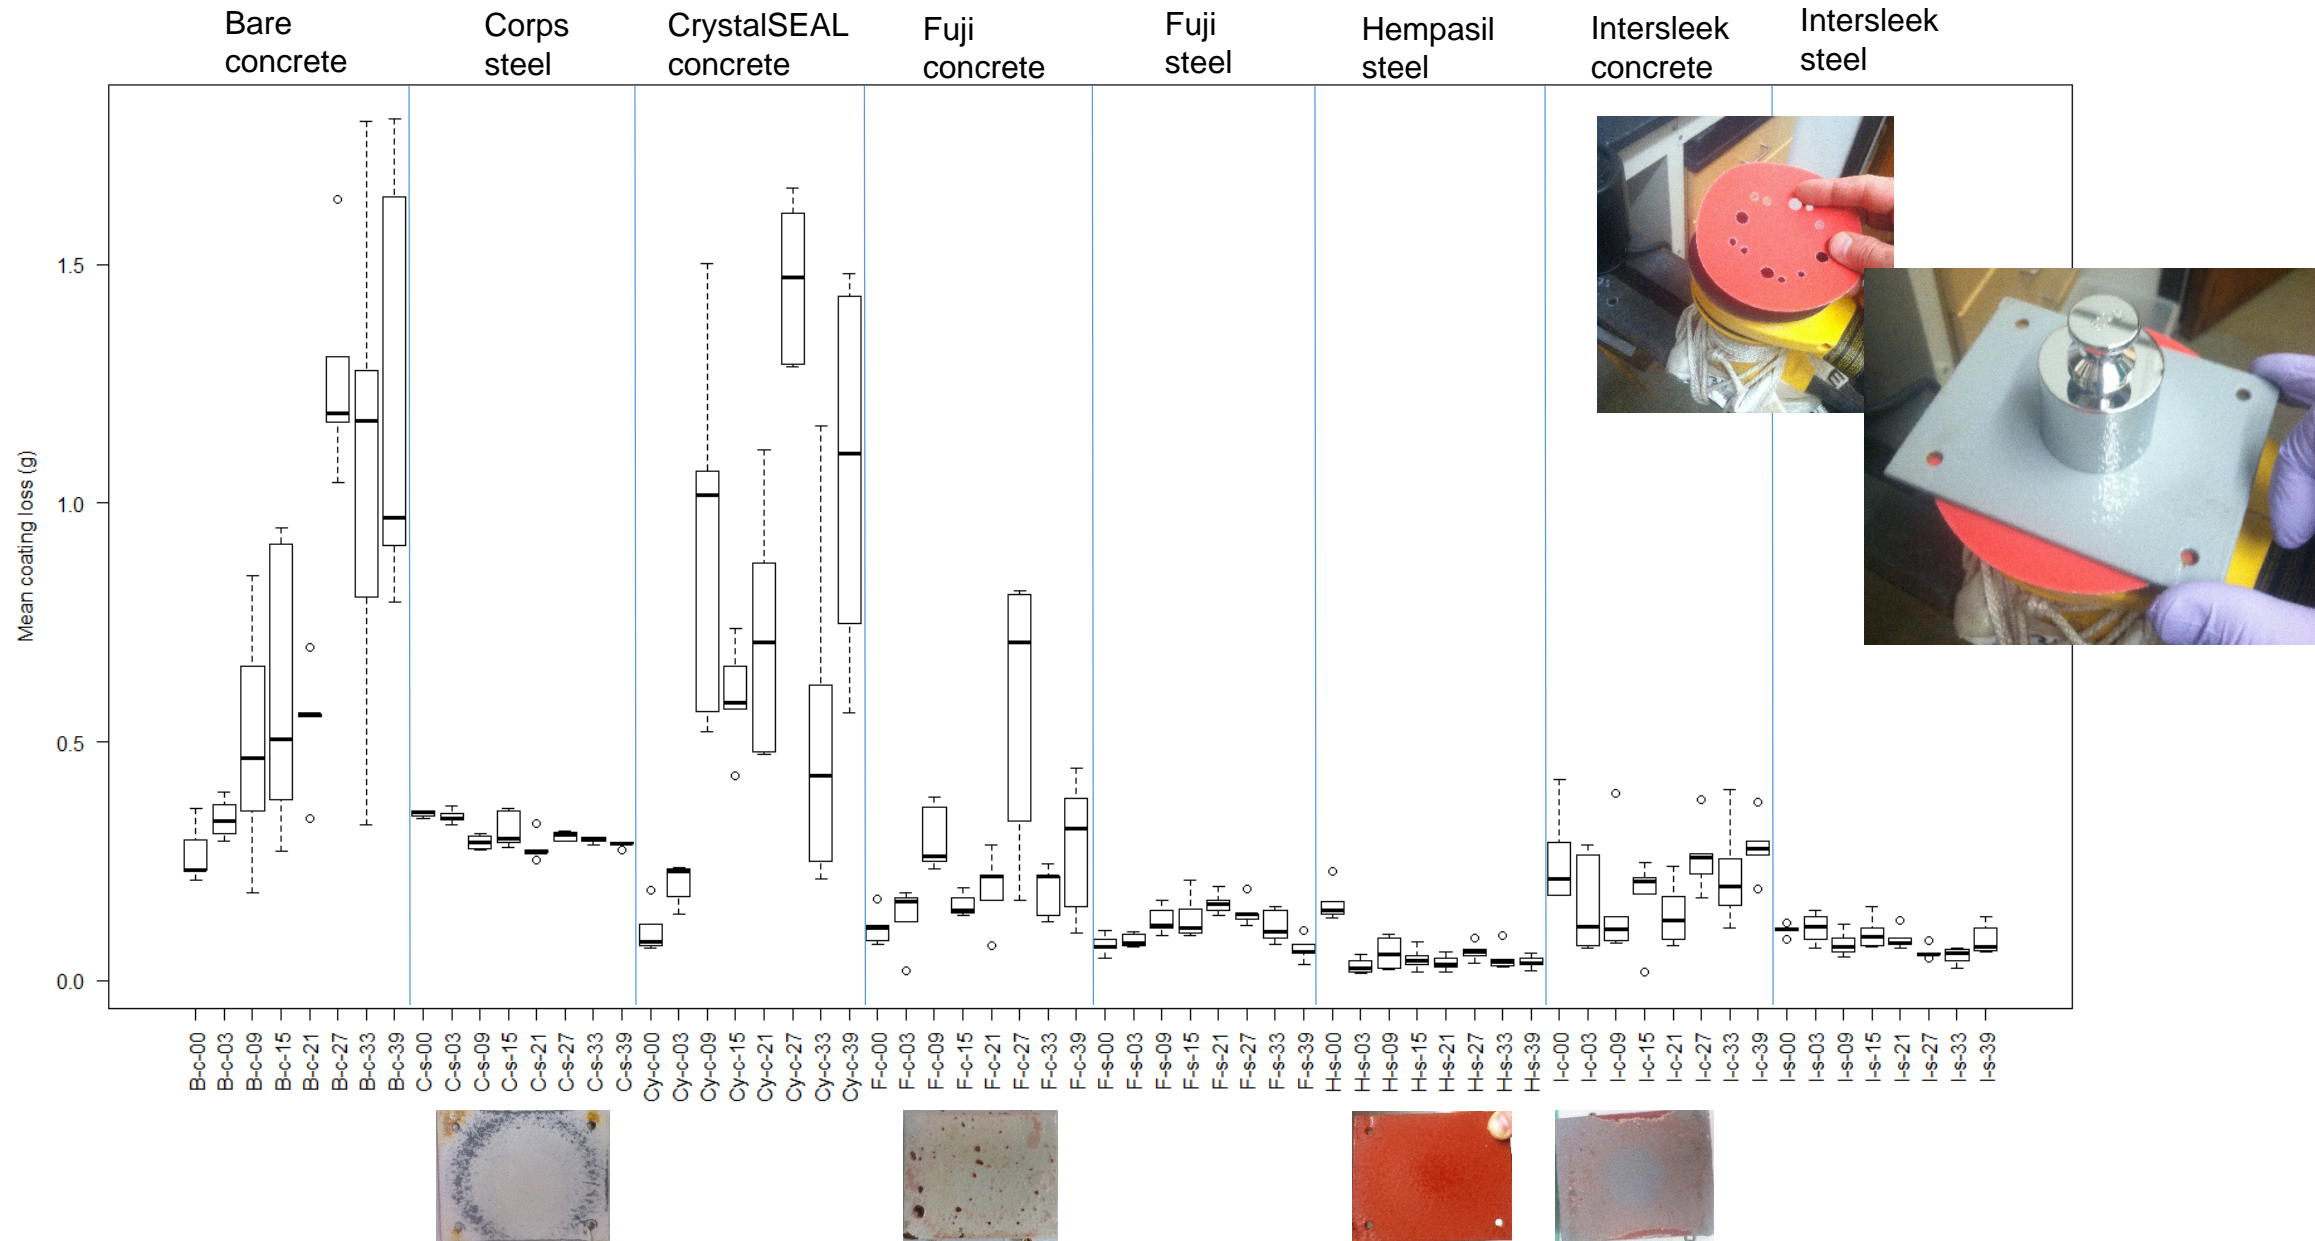 Bare
concrete
Corps
steel
CrystalSEAL
concrete
Fuji
concrete
Fuji
steel
Hempasil
steel
Intersleek
concrete
Intersleek
steel
Mean coating loss (g)
1.5
1.0
0.5
0.0
B-c-00
B-c-03
B-c-09
B-c-15
B-c-21
B-c-27
B-c-33
B-c-39
C-s-00
C-s-03
C-s-09
C-s-15
C-s-21
C-s-27
C-s-33
C-s-39
Cy-c-00
Cy-c-03
Cy-c-09
Cy-c-15
Cy-c-21
Cy-c-27
Cy-c-33
Cy-c-39
F-c-00
F-c-03
F-c-09
F-c-15
F-c-21
F-c-27
F-c-33
F-c-39
F-s-00
F-s-03
F-s-09
F-s-15
F-s-21
F-s-27
F-s-33
F-s-39
H-s-00
H-s-03
H-s-09
H-s-15
H-s-21
H-s-27
H-s-33
H-s-39
I-c-00
I-c-03
I-c-09
I-c-15
I-c-21
I-c-27
I-c-33
I-c-39
I-s-00
I-s-03
I-s-09
I-s-15
I-s-21
I-s-27
I-s-33
I-s-39